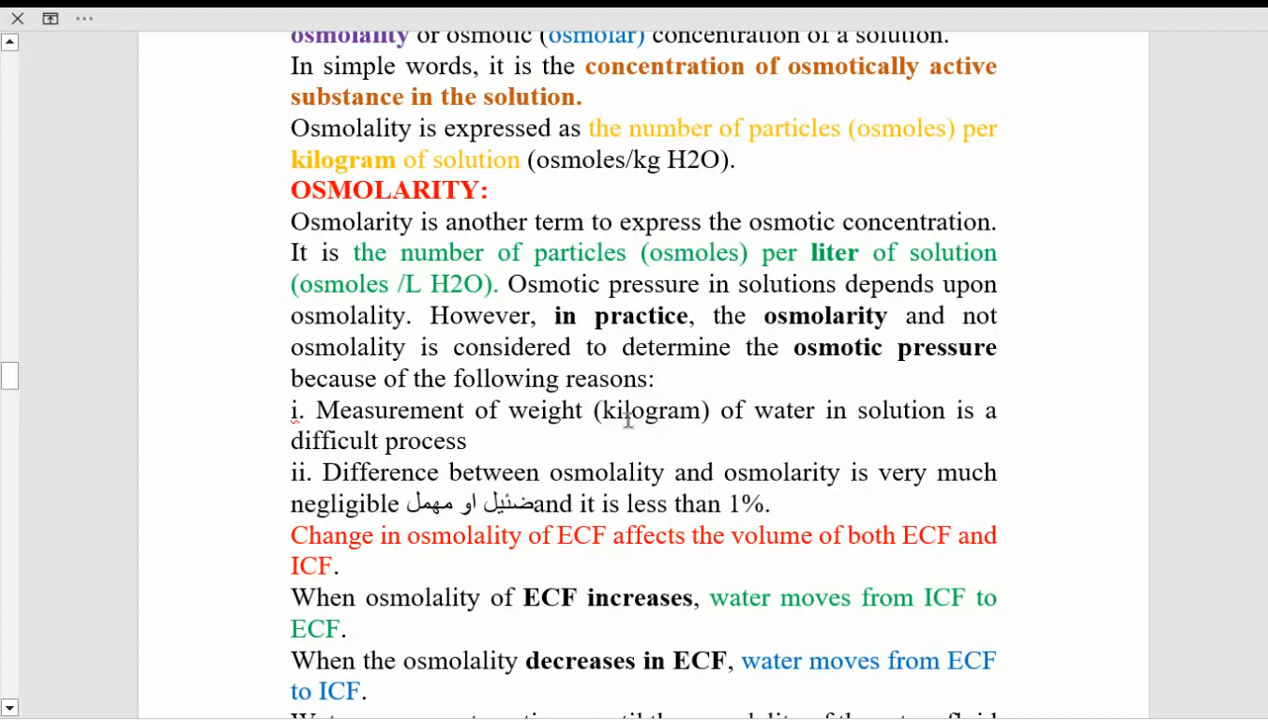 osmolality or osmotic (osmolar) concentration of a solution.
In simple words, it is the concentration of osmotically active
substance in the solution.
Osmolality is expressed as the number of particles (osmoles) per
kilogram of solution (osmoles/kg H2O).
OSMOLARITY:
Osmolarity is another term to express the osmotic concentration.
It is the number of particles (osmoles) per liter of solution
(osmoles /L H2O). Osmotic pressure in solutions depends upon
osmolality. However, in practice, the osmolarity and not
osmolality is considered to determine the osmotic pressure
because of the following reasons:
i. Measurement of weight (kilogram) of water in solution is a
difficult process
ii. Difference between osmolality and osmolarity is very much
negligible ضئيل او مهمل and it is less than 1%.
Change in osmolality of ECF affects the volume of both ECF and
ICF.
When osmolality of ECF increases, water moves from ICF to
ECF.
When the osmolality decreases in ECF, water moves from ECF
to ICF.